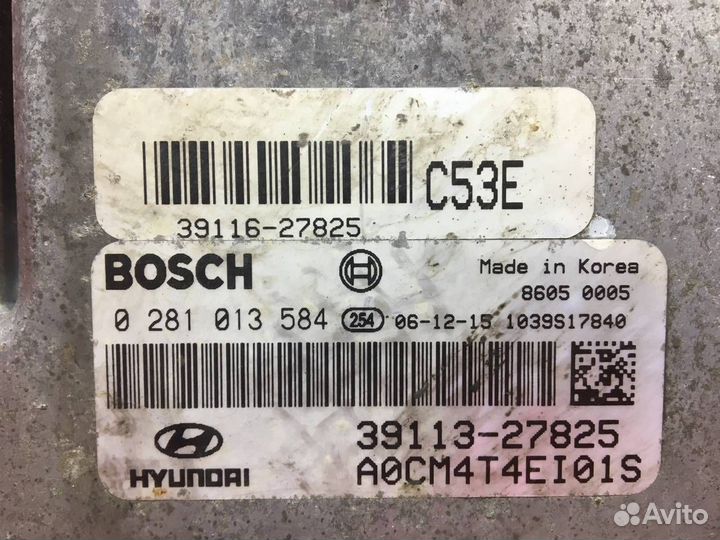 C53E
39116-27825
BOSCH
Made in Korea
8605 0005
0 281 013 584 254 06-12-15 1039S17840
39113-27825
HYUNDAI A0CM4T4EI01S
Avito